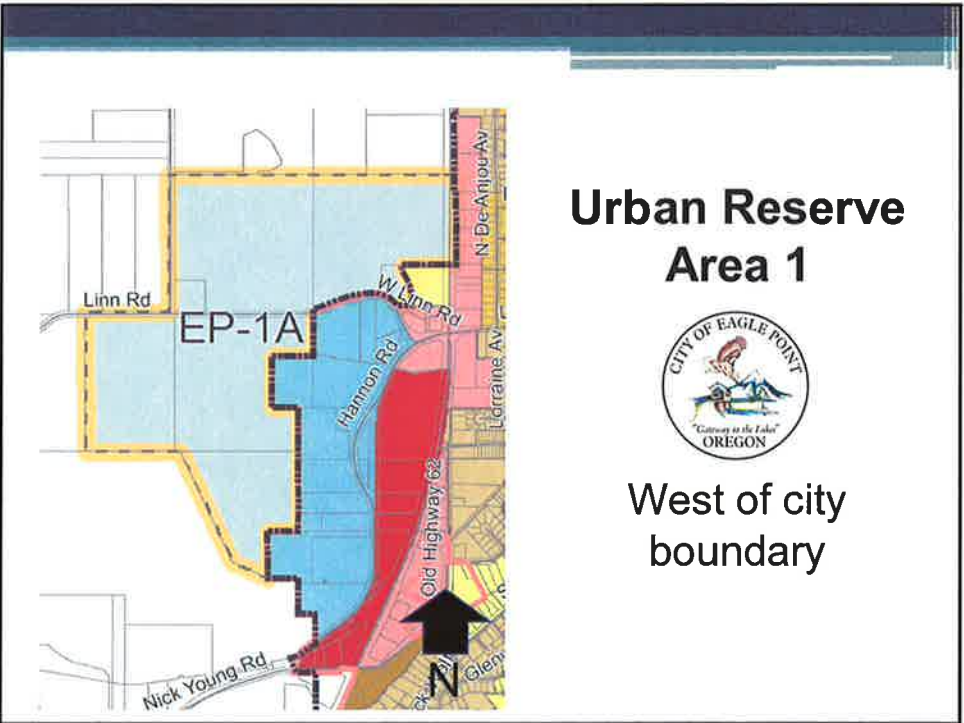 Urban Reserve
Area 1
CITY OF EAGLE POINT
"Gateway to the Lakes"
OREGON
West of city
boundary
N De Anjou Av
Linn Rd
W Linn Rd
EP-1A
Hannon Rd
Lorraine Av
Old Highway 62
Nick Young Rd
N
Glen